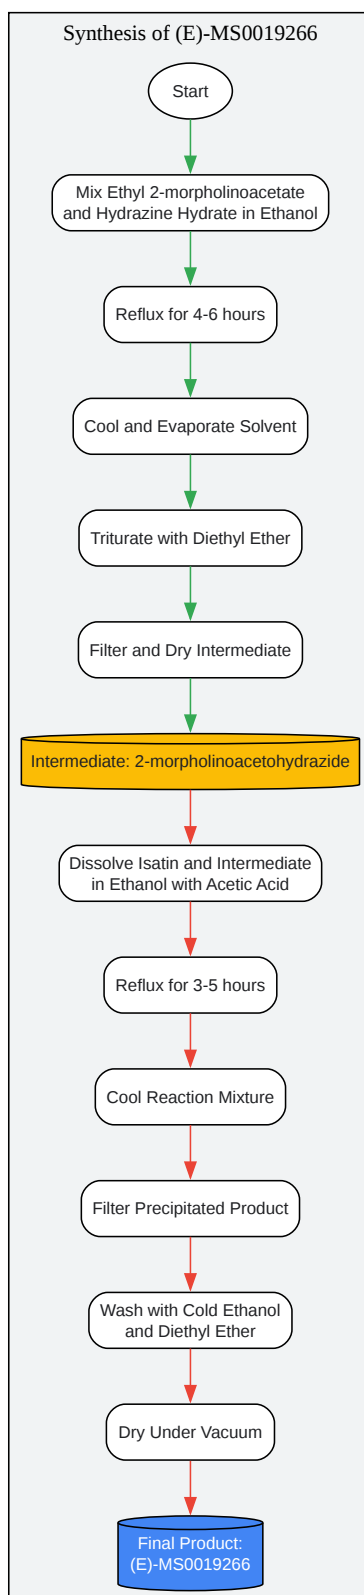 Synthesis of (E)-MS0019266
Start
Mix Ethyl 2-morpholinoacetate
and Hydrazine Hydrate in Ethanol
Reflux for 4-6 hours
Cool and Evaporate Solvent
Triturate with Diethyl Ether
Filter and Dry Intermediate
Intermediate: 2-morpholinoacetohydrazide
Dissolve Isatin and Intermediate
in Ethanol with Acetic Acid
Reflux for 3-5 hours
Cool Reaction Mixture
Filter Precipitated Product
Wash with Cold Ethanol
and Diethyl Ether
Dry Under Vacuum
Final Product:
(E)-MS0019266